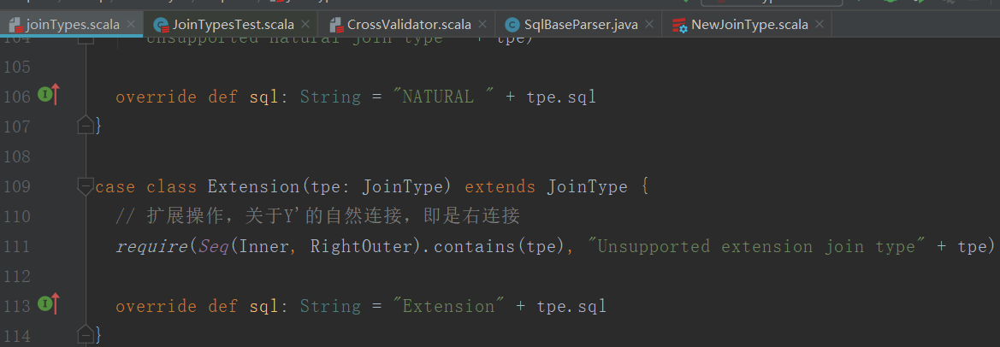 joinTypes.scala JoinTypesTest.scala CrossValidator.scala SqlBaseParser.java NewJoinType.scala
104 "Unsupported natural join type " + tpe)
105
106 override def sql: String = "NATURAL " + tpe.sql
107 }
108
109 case class Extension(tpe: JoinType) extends JoinType {
110 // 扩展操作，关于Y'的自然连接，即是右连接
111 require(Seq(Inner, RightOuter).contains(tpe), "Unsupported extension join type" + tpe)
112
113 override def sql: String = "Extension" + tpe.sql
114 }